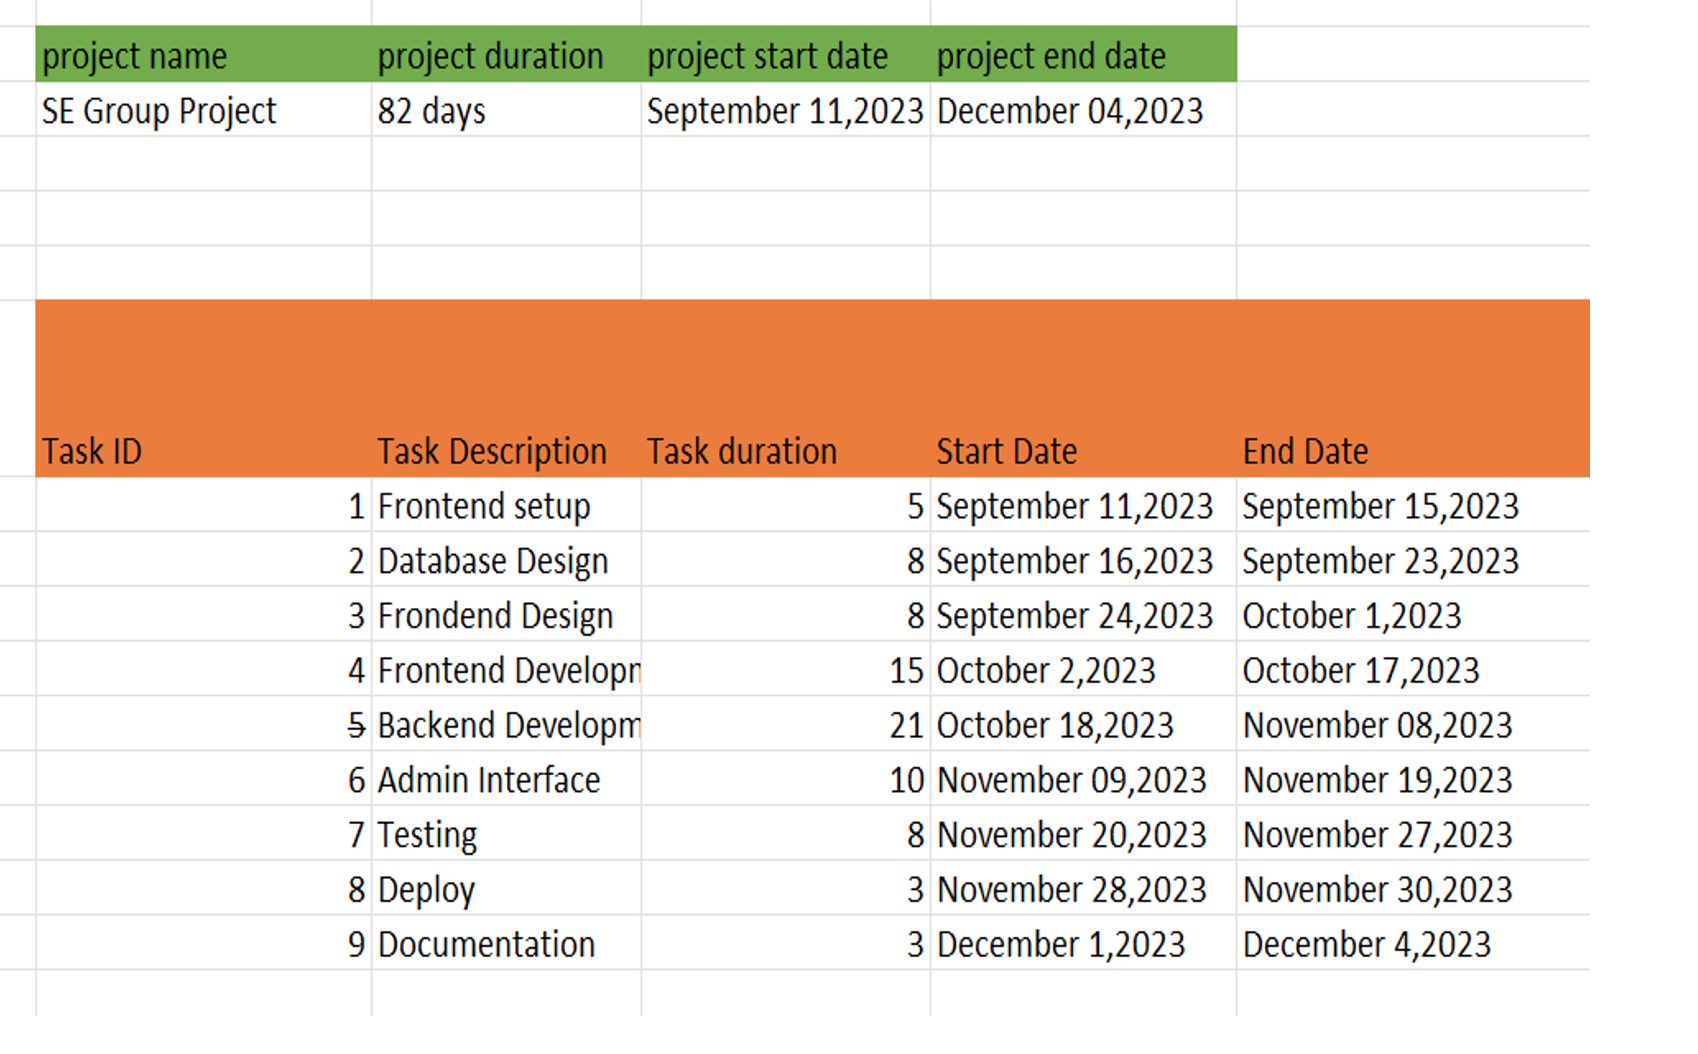 project name project duration project start date project end date
SE Group Project 82 days September 11,2023 December 04,2023
Task ID Task Description Task duration Start Date End Date
1 Frontend setup 5 September 11,2023 September 15,2023
2 Database Design 8 September 16,2023 September 23,2023
3 Frondend Design 8 September 24,2023 October 1,2023
4 Frontend Developm 15 October 2,2023 October 17,2023
5 Backend Developm 21 October 18,2023 November 08,2023
6 Admin Interface 10 November 09,2023 November 19,2023
7 Testing 8 November 20,2023 November 27,2023
8 Deploy 3 November 28,2023 November 30,2023
9 Documentation 3 December 1,2023 December 4,2023